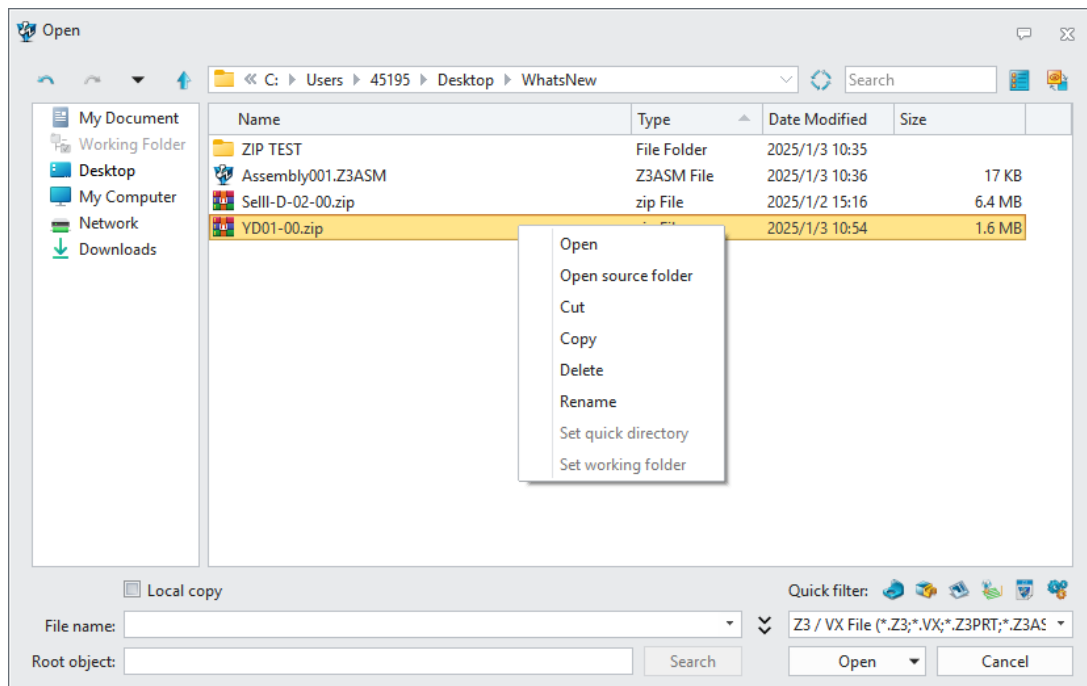 Open
C: Users 45195 Desktop WhatsNew
Search
My Document
Working Folder
Desktop
My Computer
Network
Downloads
Name Type Date Modified Size
ZIP TEST File Folder 2025/1/3 10:35
Assembly001.Z3ASM Z3ASM File 2025/1/3 10:36 17 KB
SelII-D-02-00.zip zip File 2025/1/2 15:16 6.4 MB
YD01-00.zip 2025/1/3 10:54 1.6 MB
Open
Open source folder
Cut
Copy
Delete
Rename
Set quick directory
Set working folder
Local copy
Quick filter:
File name:
Z3 / VX File (*.Z3;*.VX;*.Z3PRT;*.Z3AS
Root object:
Search
Open
Cancel